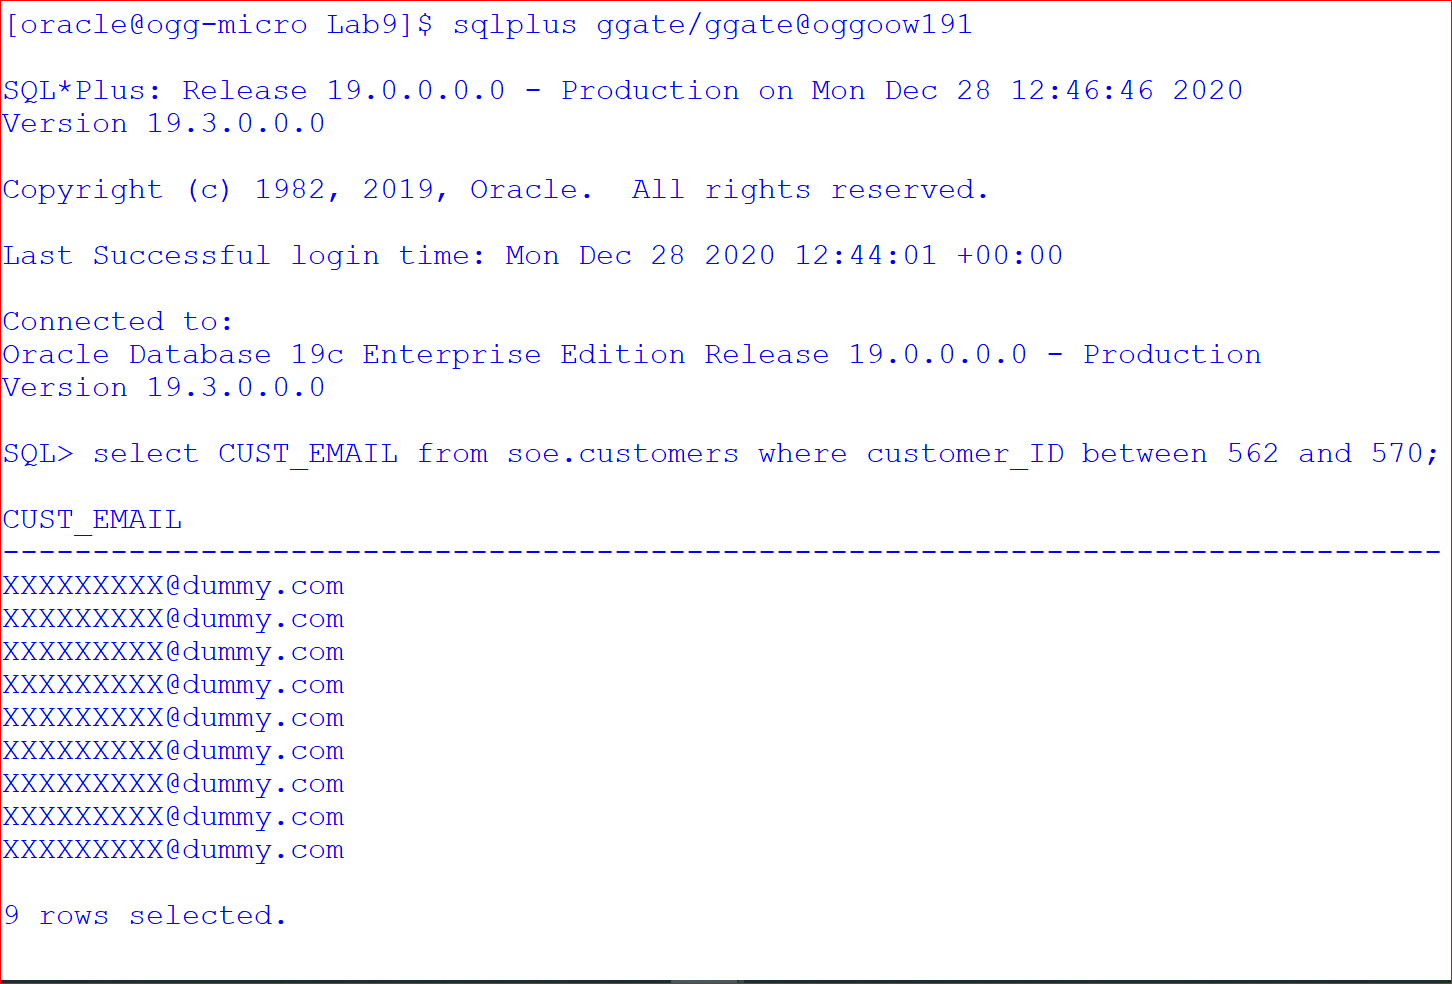 [oracle@ogg-micro Lab9]$ sqlplus ggate/ggate@oggoow191
SQL*Plus: Release 19.0.0.0.0 - Production on Mon Dec 28 12:46:46 2020
Version 19.3.0.0.0
Copyright (c) 1982, 2019, Oracle.  All rights reserved.
Last Successful login time: Mon Dec 28 2020 12:44:01 +00:00
Connected to:
Oracle Database 19c Enterprise Edition Release 19.0.0.0.0 - Production
Version 19.3.0.0.0
SQL> select CUST_EMAIL from soe.customers where customer_ID between 562 and 570;
CUST_EMAIL
--------------------------------------------------------------------------------
XXXXXXXXX@dummy.com
XXXXXXXXX@dummy.com
XXXXXXXXX@dummy.com
XXXXXXXXX@dummy.com
XXXXXXXXX@dummy.com
XXXXXXXXX@dummy.com
XXXXXXXXX@dummy.com
XXXXXXXXX@dummy.com
XXXXXXXXX@dummy.com
9 rows selected.